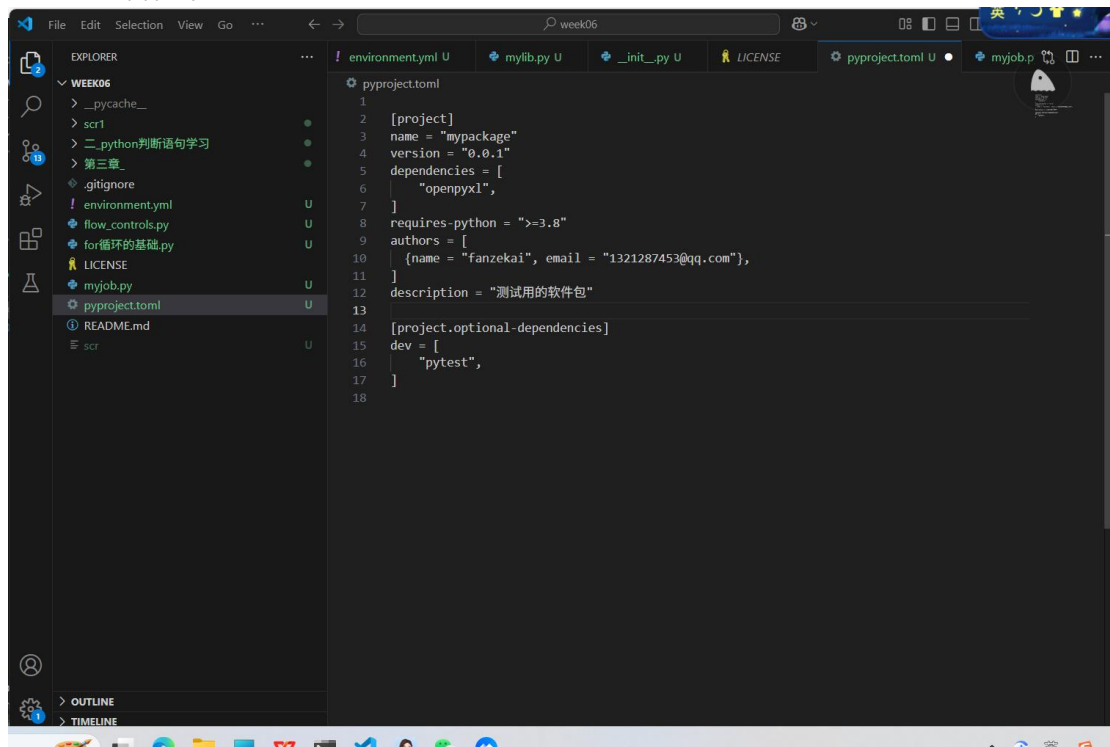 File Edit Selection View Go ··· week06
英
EXPLORER ···
WEEK06
__pycache__
scr1
二_python判断语句学习
第三章_
.gitignore
! environment.yml U
flow_controls.py U
for循环的基础.py U
LICENSE
myjob.py U
pyproject.toml U
README.md
scr U
OUTLINE
TIMELINE
2
13
1
! environment.yml U mylib.py U __init__.py U LICENSE pyproject.toml U ● myjob.p ···
pyproject.toml
1
2 [project]
3 name = "mypackage"
4 version = "0.0.1"
5 dependencies = [
6 "openpyxl",
7 ]
8 requires-python = ">=3.8"
9 authors = [
10 {name = "fanzekai", email = "1321287453@qq.com"},
11 ]
12 description = "测试用的软件包"
13
14 [project.optional-dependencies]
15 dev = [
16 "pytest",
17 ]
18